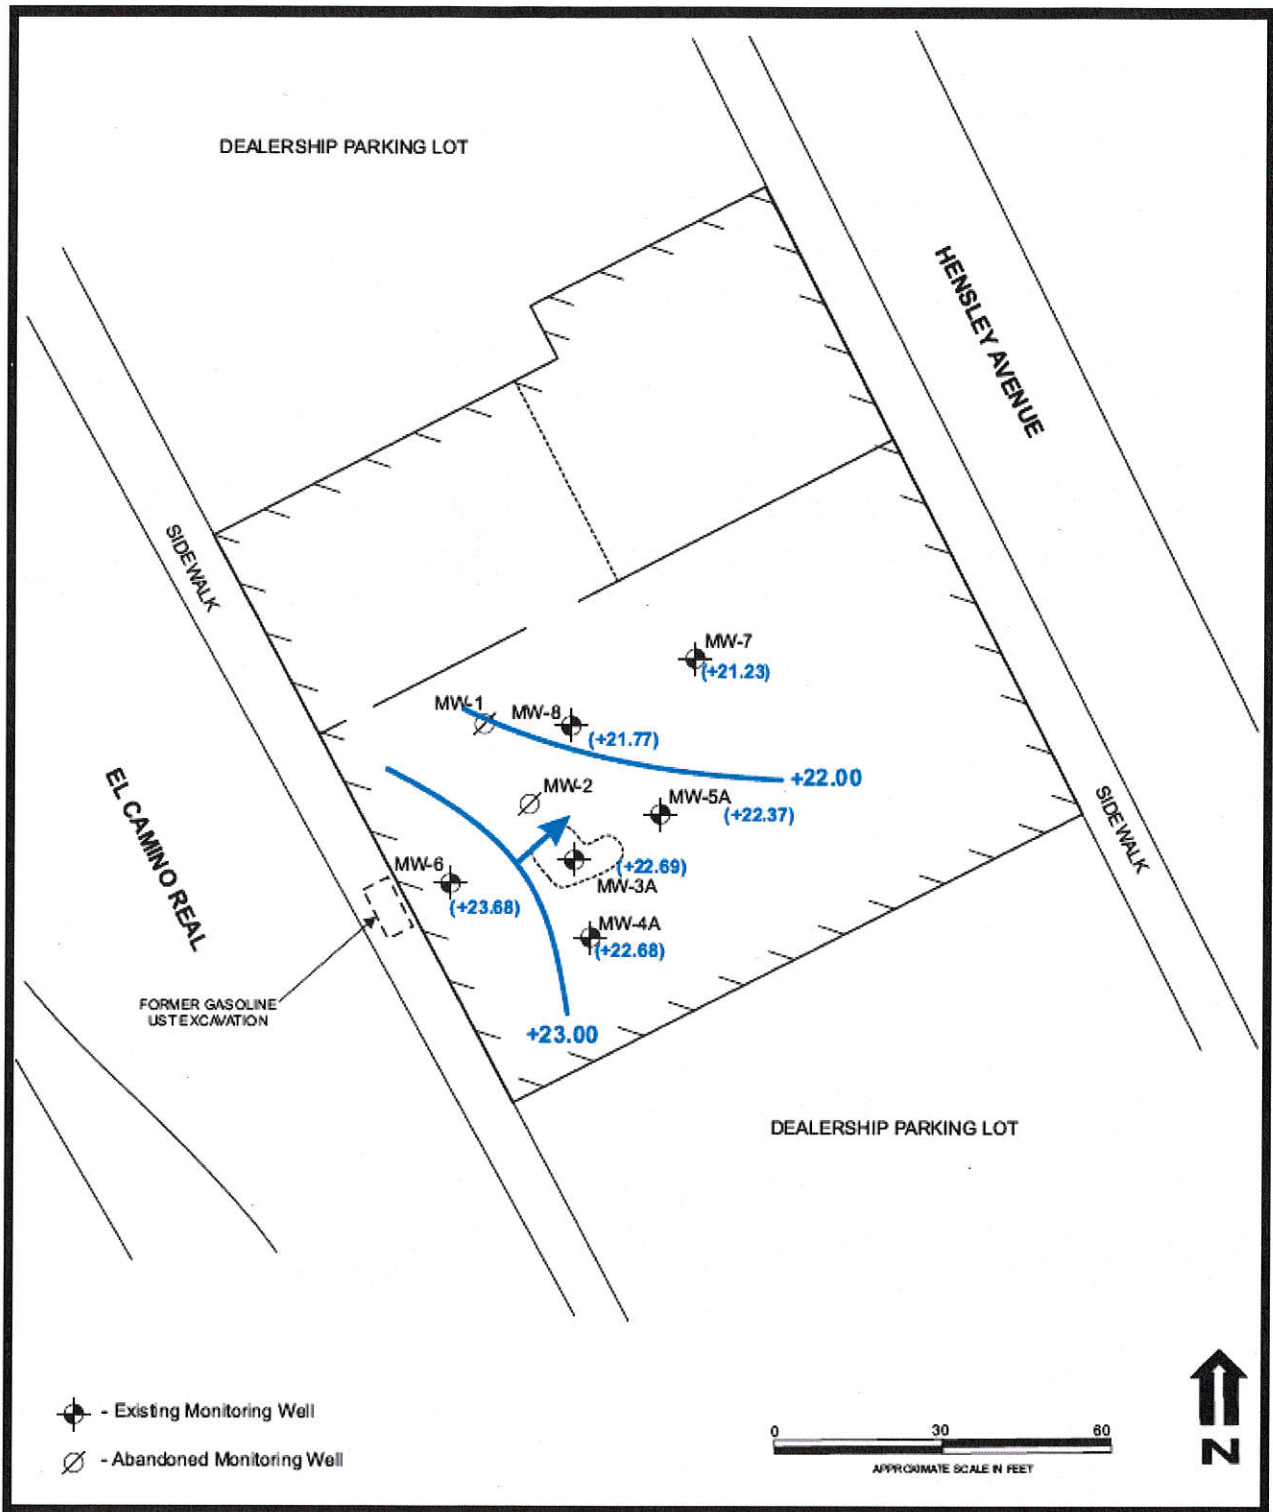 DEALERSHIP PARKING LOT
HENSLEY AVENUE
SIDEWALK
MW-7
(+21.23)
MW-1
MW-8
(+21.77)
+22.00
MW-2
MW-5A
(+22.37)
SIDEWALK
EL CAMINO REAL
MW-6
(+23.68)
(+22.69)
MW-3A
MW-4A
(+22.68)
FORMER GASOLINE
UST EXCAVATION
+23.00
DEALERSHIP PARKING LOT
- Existing Monitoring Well
- Abandoned Monitoring Well
0 30 60
APPROXIMATE SCALE IN FEET
N